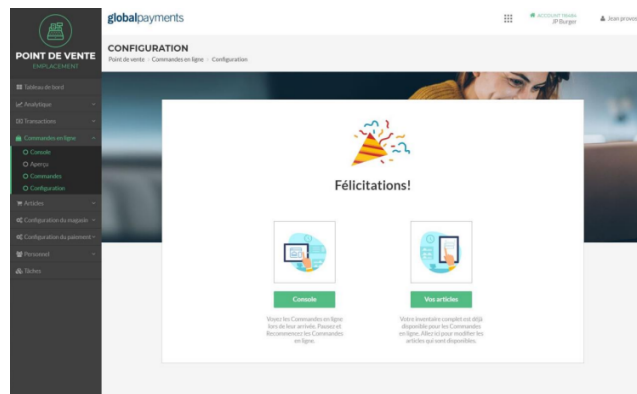 globalpayments
ACCOUNT TEAMA
JP Burger
POINT DE VENTE
EMPLACEMENT
CONFIGURATION
Point de vente
Commandes en ligne
Configuration
Tableau de bord
Analytique
Transactions
Commandes en ligne
Console
Aperçu
Commandes
Configuration
Articles
Configuration du magasin
Configuration du paiement
Personnel
Tâches
Félicitations!
Console
Vos articles
Voyez les Commandes en ligne
lors de leur arrivée. Pausez et
Recommencez les Commandes
en ligne.
Votre inventaire complet est déjà
disponible pour les Commandes
en ligne. Allez ici pour modifier les
articles qui sont disponibles.